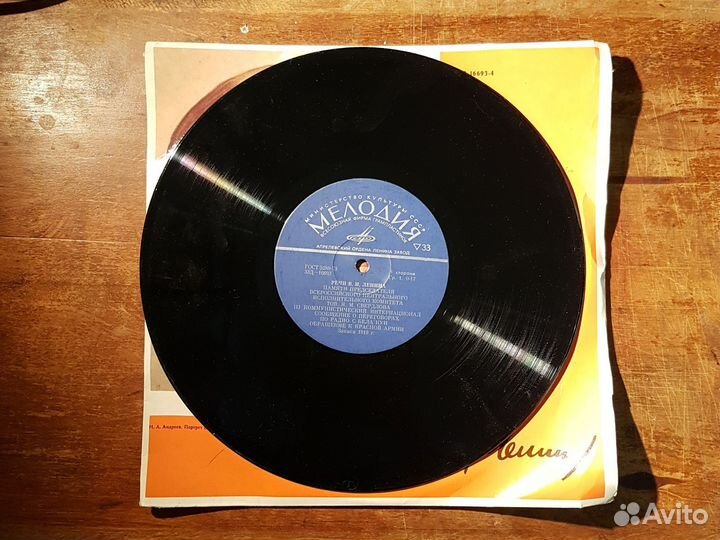 16693-4
МИНИСТЕРСТВО КУЛЬТУРЫ СССР
МЕЛОДИЯ
ВСЕСОЮЗНАЯ ФИРМА ГРАМПЛАСТИНОК
АПРЕЛЕВСКИЙ ОРДЕНА ЛЕНИНА ЗАВОД
33
ГОСТ
сторона
РЕЧИ В. И. ЛЕНИНА
ПАМЯТИ ПРЕДСЕДАТЕЛЯ
ВСЕРОССИЙСКОГО ЦЕНТРАЛЬНОГО
ИСПОЛНИТЕЛЬНОГО КОМИТЕТА
ТОВ. Я. М. СВЕРДЛОВА
III КОММУНИСТИЧЕСКИЙ ИНТЕРНАЦИОНАЛ
СООБЩЕНИЕ О ПЕРЕГОВОРАХ
ПО РАДИО С БЕЛА КУН
ОБРАЩЕНИЕ К КРАСНОЙ АРМИИ
Запись 1919 г.
Н. А. Андреев. Портрет
Avito